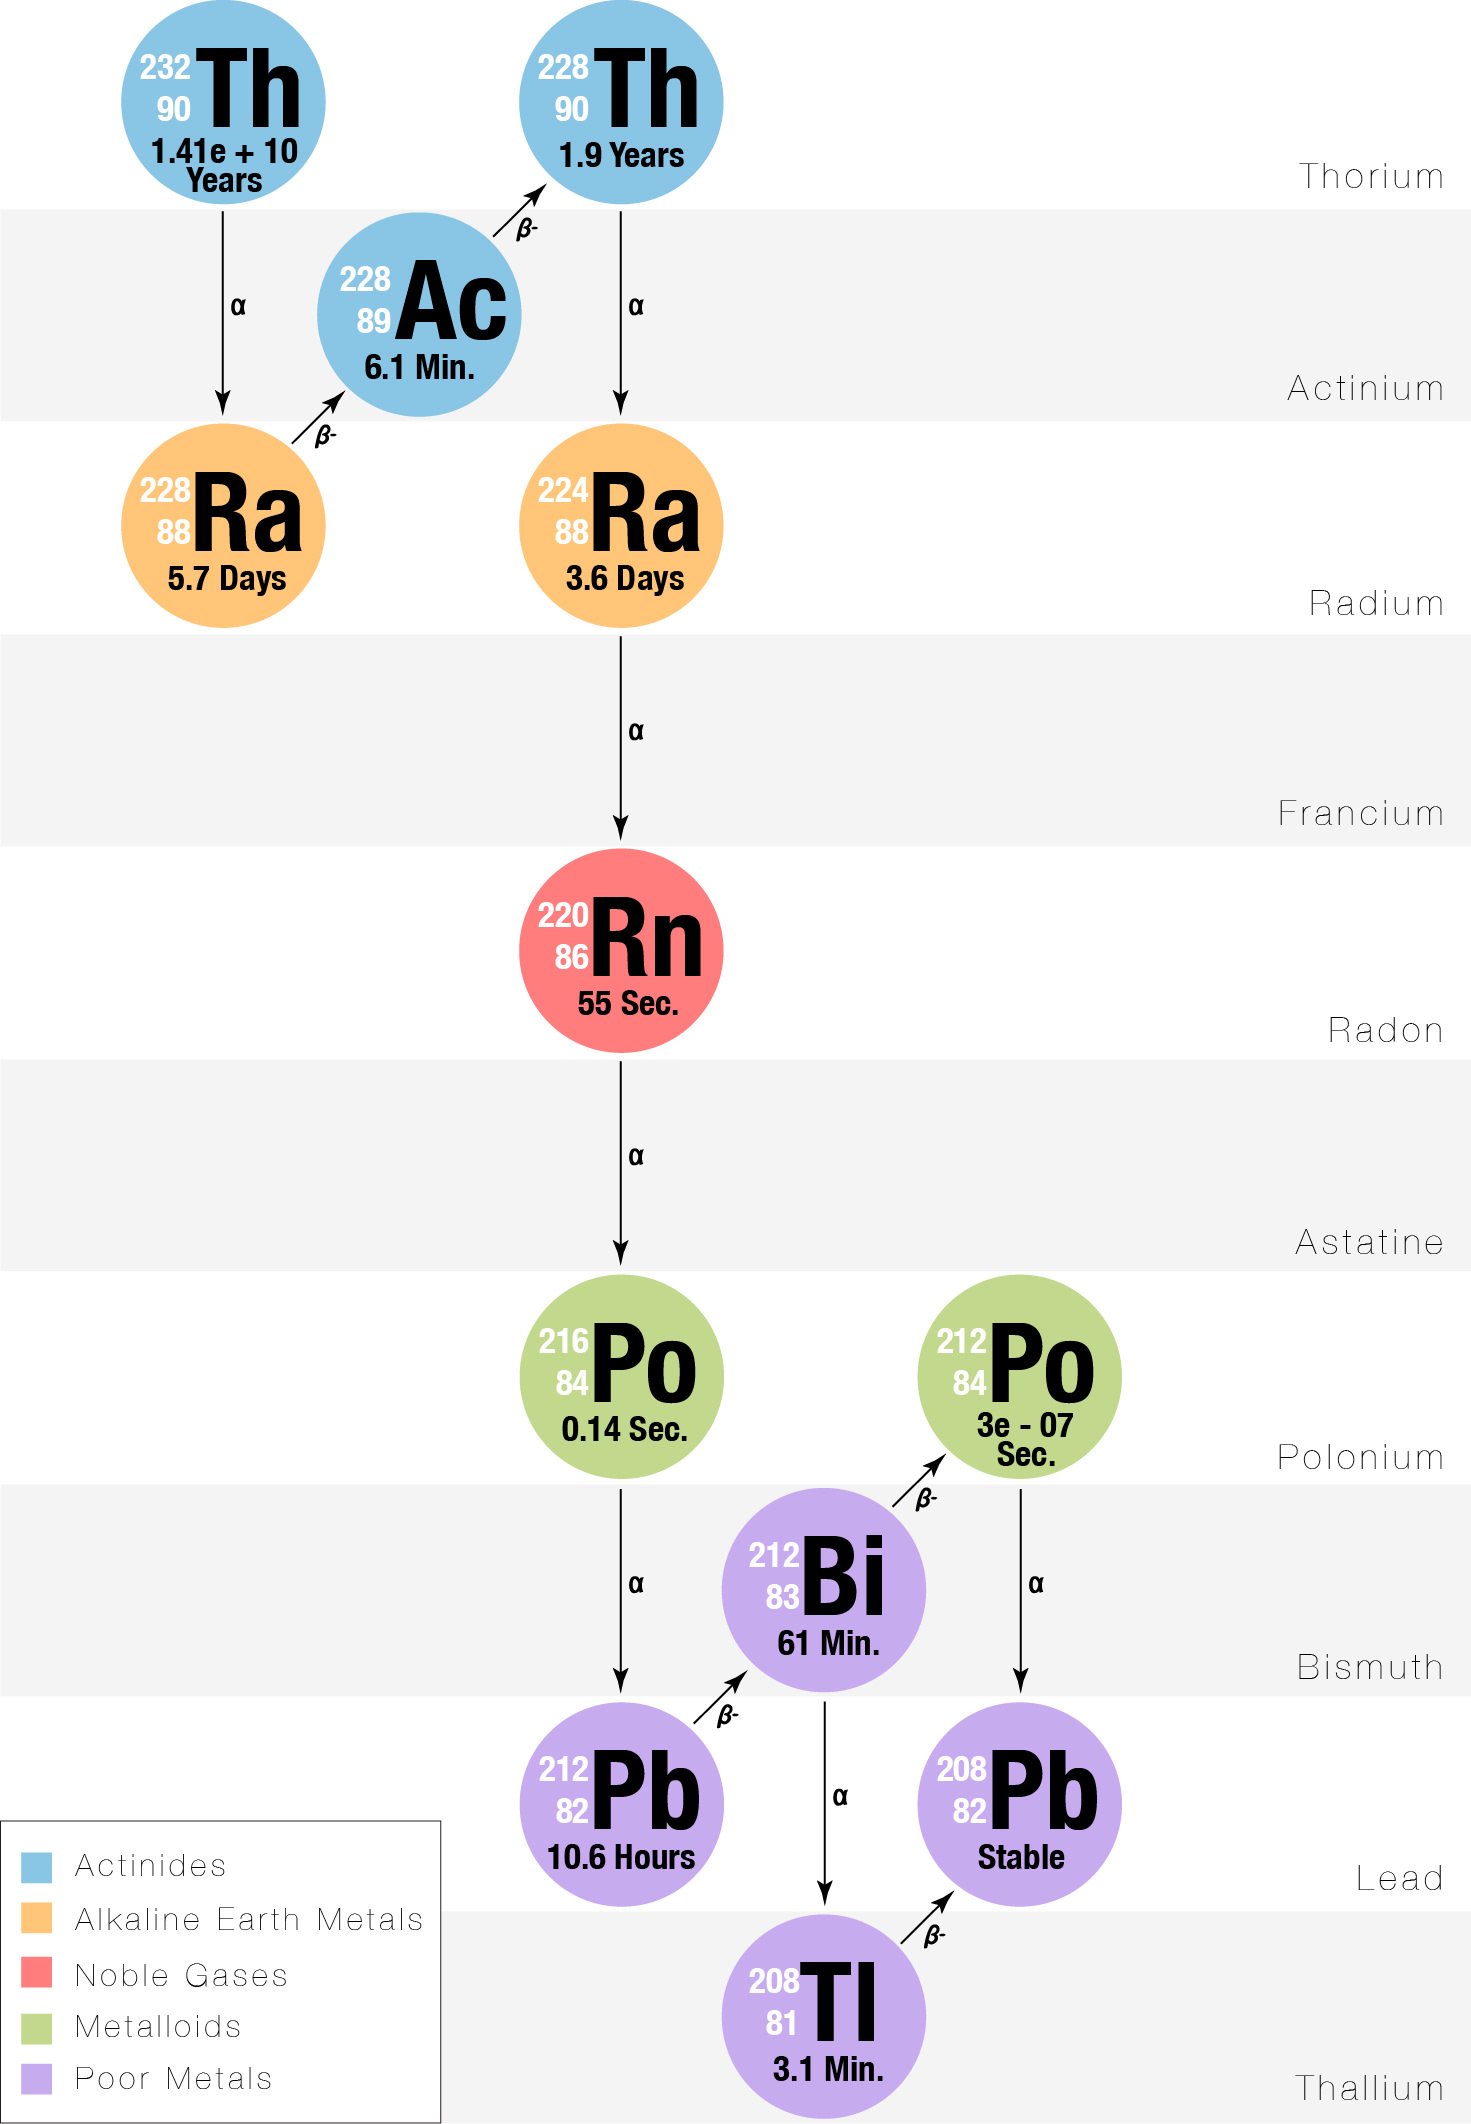 232
90
Th
1.41e + 10
Years
228
90
Th
1.9 Years
Thorium
β-
α
228
89
Ac
6.1 Min.
α
Actinium
β-
228
88
Ra
5.7 Days
224
88
Ra
3.6 Days
Radium
α
Francium
220
86
Rn
55 Sec.
Radon
α
Astatine
216
84
Po
0.14 Sec.
212
84
Po
3e - 07
Sec.
Polonium
β-
α
212
83
Bi
61 Min.
α
Bismuth
β-
212
82
Pb
10.6 Hours
α
208
82
Pb
Stable
Lead
β-
208
81
Tl
3.1 Min.
Thallium
Actinides
Alkaline Earth Metals
Noble Gases
Metalloids
Poor Metals